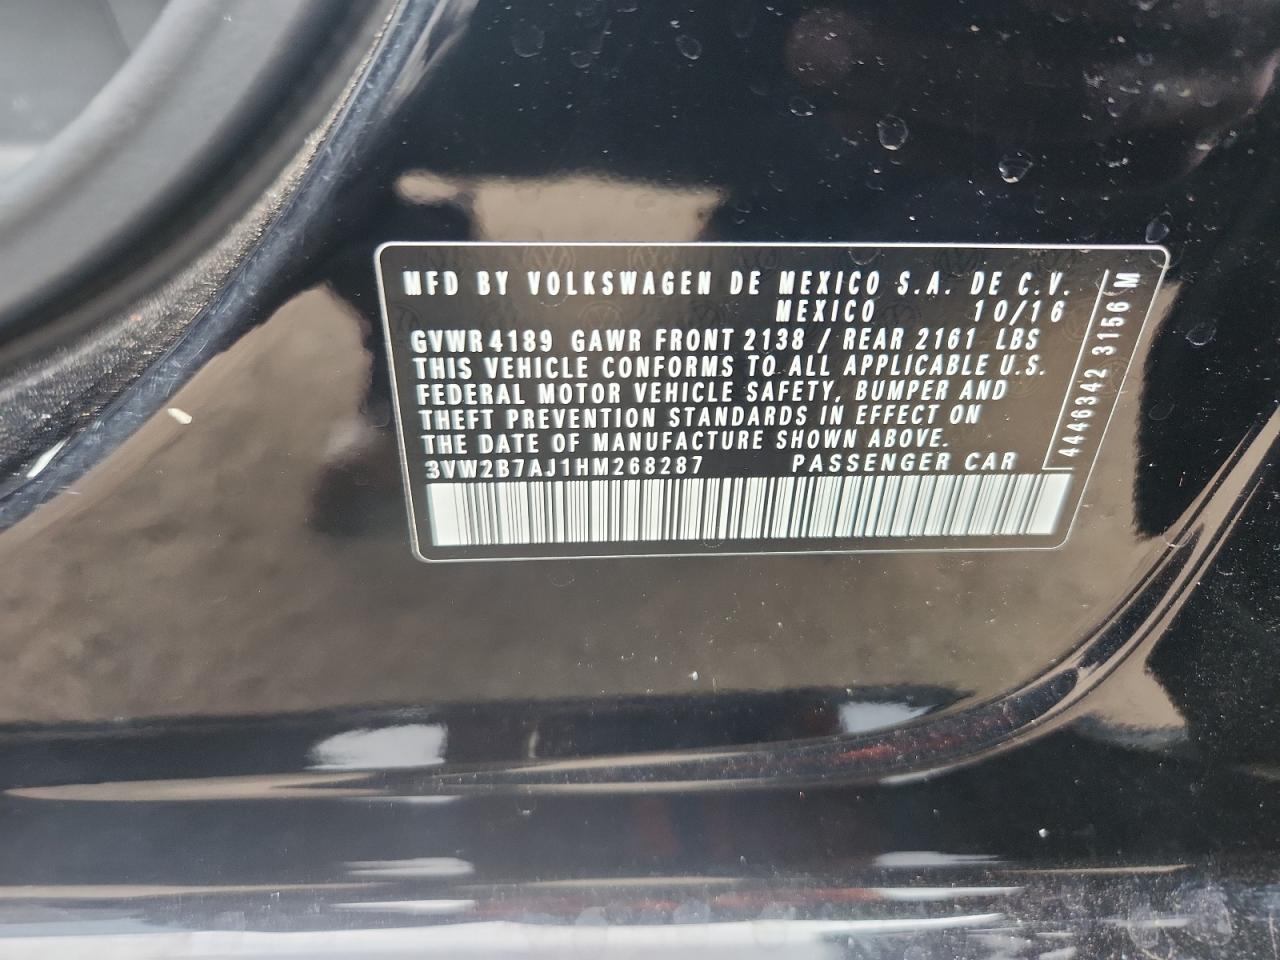 MFD BY VOLKSWAGEN DE MEXICO S.A. DE C.V.
MEXICO 10/16
GVWR 4189 GAWR FRONT 2138 / REAR 2161 LBS
THIS VEHICLE CONFORMS TO ALL APPLICABLE U.S.
FEDERAL MOTOR VEHICLE SAFETY, BUMPER AND
THEFT PREVENTION STANDARDS IN EFFECT ON
THE DATE OF MANUFACTURE SHOWN ABOVE.
3VW2B7AJ1HM268287 PASSENGER CAR
4446342 3156 M